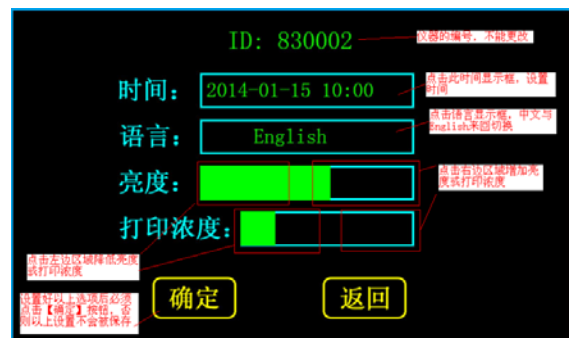 ID: 830002
仪器的编号，不能更改
时间：
2014-01-15 10:00
点击此时间显示框，设置
时间
语言：
English
点击语言显示框，中文与
English来回切换
亮度：
点击右边区域增加亮
度或打印浓度
打印浓度：
点击左边区域降低亮度
或打印浓度
设置好以上选项后必须
点击【确定】按钮，否
则以上设置不会被保存
确定
返回